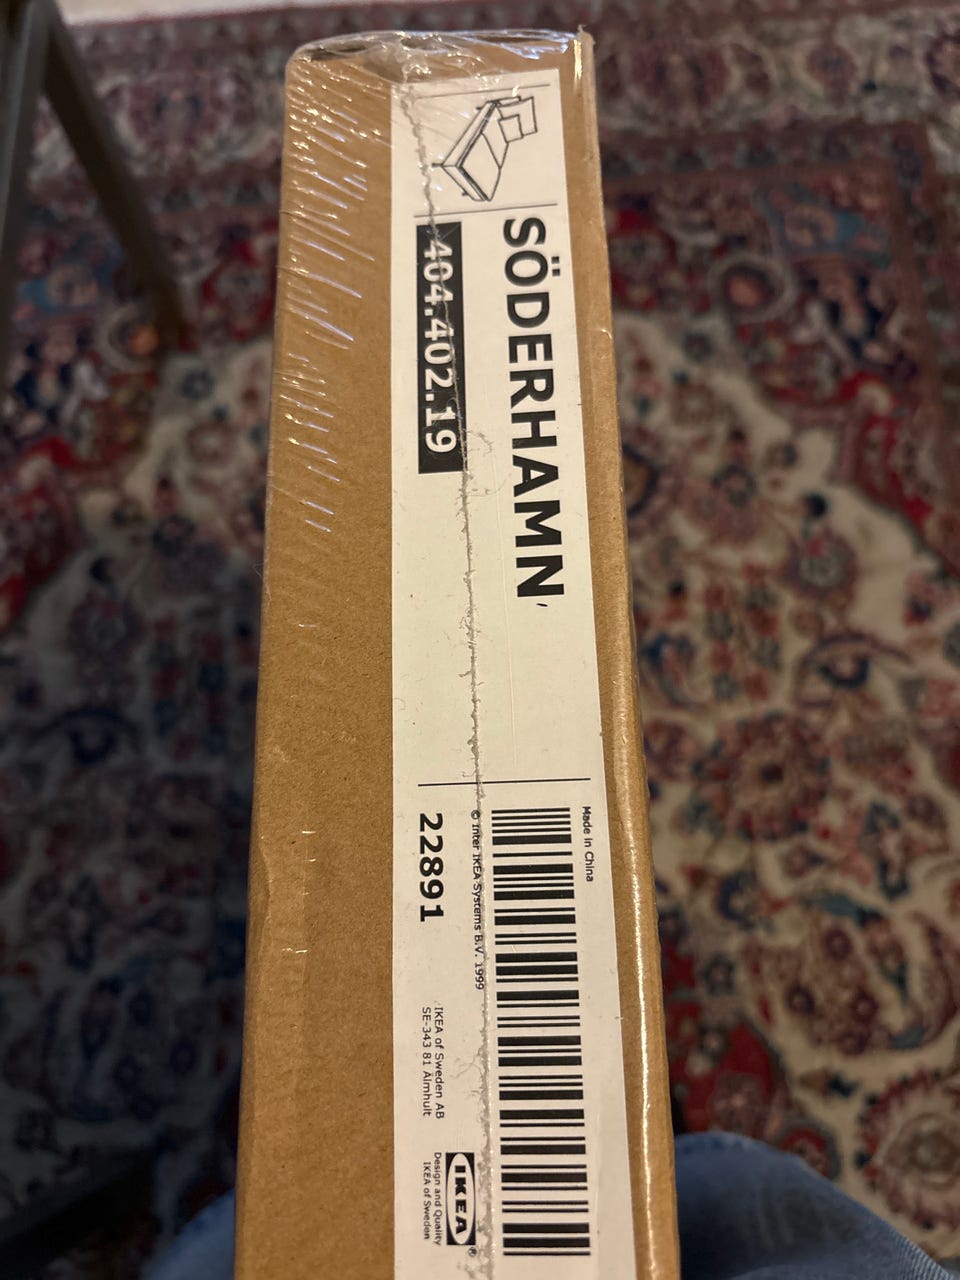 SÖDERHAMN
404.402.19
Made in China
© Inter IKEA Systems B.V. 1999
22891
IKEA of Sweden AB
SE-343 81 Älmhult
IKEA®
Design and Quality
IKEA of Sweden